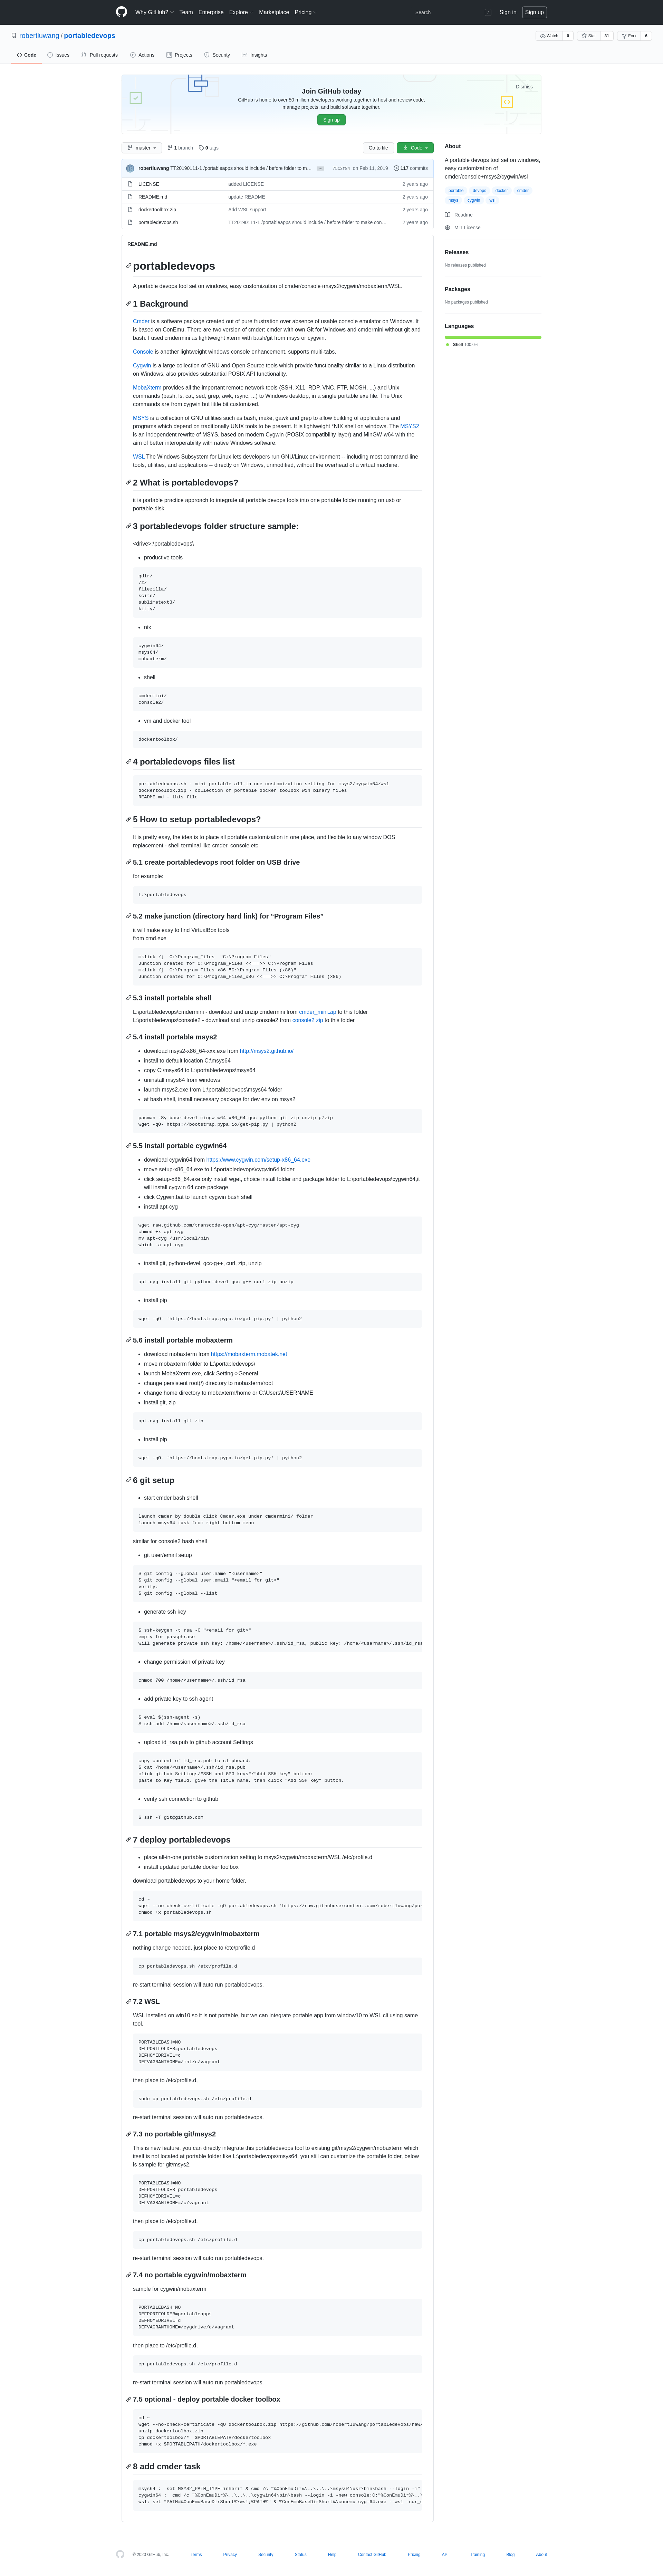 Why GitHub? Team Enterprise Explore Marketplace Pricing Search Sign in Sign up
robertluwang / portabledevops Watch 0 Star Fork
Code Issues Pull requests Actions Projects Security Insights
Dismiss
Join GitHub today
GitHub is home to over 50 million developers working together to host and review code,
manage projects, and build software together.
Sign up
master 1 branch 0 tags Go to file Code
robertluwang TT20190111-1 /portableapps should include / before folder to m… on Feb 11, 2019 117 commits
LICENSE added LICENSE 2 years ago
README.md update README 2 years ago
dockertoolbox.zip Add WSL support 2 years ago
portabledevops.sh TT20190111-1 /portableapps should include / before folder to make con… 2 years ago
About
A portable devops tool set on windows,
easy customization of
cmder/console+msys2/cygwin/wsl
portable devops docker cmder
msys cygwin wsl
Readme
MIT License
Releases
No releases published
Packages
No packages published
Languages
Shell 100.0%
README.md
portabledevops
A portable devops tool set on windows, easy customization of cmder/console+msys2/cygwin/mobaxterm/WSL.
1 Background
Cmder is a software package created out of pure frustration over absence of usable console emulator on Windows. It
is based on ConEmu. There are two version of cmder: cmder with own Git for Windows and cmdermini without git and
bash. I used cmdermini as lightweight xterm with bash/git from msys or cygwin.
Console is another lightweight windows console enhancement, supports multi-tabs.
Cygwin is a large collection of GNU and Open Source tools which provide functionality similar to a Linux distribution
on Windows, also provides substantial POSIX API functionality.
MobaXterm provides all the important remote network tools (SSH, X11, RDP, VNC, FTP, MOSH, ...) and Unix
commands (bash, ls, cat, sed, grep, awk, rsync, ...) to Windows desktop, in a single portable exe file. The Unix
commands are from cygwin but little bit outdated.
MSYS is a collection of GNU utilities such as bash, make, gawk and grep to allow building of applications and
programs which depend on traditionally UNIX tools to be present. It is lightweight *NIX shell on windows. The MSYS2
is an independent rewrite of MSYS, based on modern Cygwin (POSIX compatibility layer) and MinGW-w64 with the
aim of better interoperability with native Windows software.
WSL The Windows Subsystem for Linux lets developers run GNU/Linux environment -- including most command-line
tools, utilities, and applications -- directly on Windows, unmodified, without the overhead of a virtual machine.
2 What is portabledevops?
it is portable practice approach to integrate all portable devops tools into one portable folder running on usb or
portable disk
3 portabledevops folder structure sample:
<drive>:\portabledevops\
productive tools
qdir/
7z/
filezilla/
scite/
sublimetext3/
kitty/
nix
cygwin64/
msys64/
mobaxterm/
shell
cmdermini/
console2/
vm and docker tool
dockertoolbox/
4 portabledevops files list
portabledevops.sh - mini portable all-in-one customization setting for msys2/cygwin64/wsl
dockertoolbox.zip - collection of portable docker toolbox win binary files
README.md - this file
5 How to setup portabledevops?
It is pretty easy, the idea is to place all portable customization in one place, and flexible to any window DOS
replacement - shell terminal like cmder, console etc.
5.1 create portabledevops root folder on USB drive
for example:
L:\portabledevops
5.2 make junction (directory hard link) for "Program Files"
it will make easy to find VirtualBox tools
from cmd.exe
mklink /j C:\Program_Files "C:\Program Files"
Junction created for C:\Program_Files <<===>> C:\Program Files
mklink /j C:\Program_Files_x86 "C:\Program Files (x86)"
Junction created for C:\Program_Files_x86 <<===>> C:\Program Files (x86)
5.3 install portable shell
L:\portabledevops\cmdermini - download and unzip cmdermini from cmder_mini.zip to this folder
L:\portabledevops\console2 - download and unzip console2 from console2 zip to this folder
5.4 install portable msys2
download msys2-x86_64-xxx.exe from http://msys2.github.io/
install to default location C:\msys64
copy C:\msys64 to L:\portabledevops\msys64
uninstall msys64 from windows
launch msys2.exe from L:\portabledevops\msys64 folder
at bash shell, install necessary package for dev env on msys2
pacman -Sy base-devel mingw-w64-x86_64-gcc python git zip unzip p7zip
wget -qO- https://bootstrap.pypa.io/get-pip.py | python2
5.5 install portable cygwin64
download cygwin64 from https://www.cygwin.com/setup-x86_64.exe
move setup-x86_64.exe to L:\portabledevops\cygwin64 folder
click setup-x86_64.exe only install wget, choice install folder and package folder to L:\portabledevops\cygwin64,it
will install cygwin 64 core package.
click Cygwin.bat to launch cygwin bash shell
install apt-cyg
wget raw.github.com/transcode-open/apt-cyg/master/apt-cyg
chmod +x apt-cyg
mv apt-cyg /usr/local/bin
which -a apt-cyg
install git, python-devel, gcc-g++, curl, zip, unzip
apt-cyg install git python-devel gcc-g++ curl zip unzip
install pip
wget -qO- 'https://bootstrap.pypa.io/get-pip.py' | python2
5.6 install portable mobaxterm
download mobaxterm from https://mobaxterm.mobatek.net
move mobaxterm folder to L:\portabledevops\
launch MobaXterm.exe, click Setting->General
change persistent root(/) directory to mobaxterm/root
change home directory to mobaxterm/home or C:\Users\USERNAME
install git, zip
apt-cyg install git zip
install pip
wget -qO- 'https://bootstrap.pypa.io/get-pip.py' | python2
6 git setup
start cmder bash shell
launch cmder by double click Cmder.exe under cmdermini/ folder
launch msys64 task from right-bottom menu
similar for console2 bash shell
git user/email setup
$ git config --global user.name "<username>"
$ git config --global user.email "<email for git>"
verify:
$ git config --global --list
generate ssh key
$ ssh-keygen -t rsa -C "<email for git>"
empty for passphrase
will generate private ssh key: /home/<username>/.ssh/id_rsa, public key: /home/<username>/.ssh/id_rsa
change permission of private key
chmod 700 /home/<username>/.ssh/id_rsa
add private key to ssh agent
$ eval $(ssh-agent -s)
$ ssh-add /home/<username>/.ssh/id_rsa
upload id_rsa.pub to github account Settings
copy content of id_rsa.pub to clipboard:
$ cat /home/<username>/.ssh/id_rsa.pub
click github Settings/"SSH and GPG keys"/"Add SSH key" button:
paste to Key field, give the Title name, then click "Add SSH key" button.
verify ssh connection to github
$ ssh -T git@github.com
7 deploy portabledevops
place all-in-one portable customization setting to msys2/cygwin/mobaxterm/WSL /etc/profile.d
install updated portable docker toolbox
download portabledevops to your home folder,
cd ~
wget --no-check-certificate -qO portabledevops.sh 'https://raw.githubusercontent.com/robertluwang/por
chmod +x portabledevops.sh
7.1 portable msys2/cygwin/mobaxterm
nothing change needed, just place to /etc/profile.d
cp portabledevops.sh /etc/profile.d
re-start terminal session will auto run portabledevops.
7.2 WSL
WSL installed on win10 so it is not portable, but we can integrate portable app from window10 to WSL cli using same
tool.
PORTABLEBASH=NO
DEFPORTFOLDER=portabledevops
DEFHOMEDRIVEL=c
DEFVAGRANTHOME=/mnt/c/vagrant
then place to /etc/profile.d,
sudo cp portabledevops.sh /etc/profile.d
re-start terminal session will auto run portabledevops.
7.3 no portable git/msys2
This is new feature, you can directly integrate this portabledevops tool to existing git/msys2/cygwin/mobaxterm which
itself is not located at portable folder like L:\portabledevops\msys64, you still can customize the portable folder, below
is sample for git/msys2,
PORTABLEBASH=NO
DEFPORTFOLDER=portabledevops
DEFHOMEDRIVEL=c
DEFVAGRANTHOME=/c/vagrant
then place to /etc/profile.d,
cp portabledevops.sh /etc/profile.d
re-start terminal session will auto run portabledevops.
7.4 no portable cygwin/mobaxterm
sample for cygwin/mobaxterm
PORTABLEBASH=NO
DEFPORTFOLDER=portableapps
DEFHOMEDRIVEL=d
DEFVAGRANTHOME=/cygdrive/d/vagrant
then place to /etc/profile.d,
cp portabledevops.sh /etc/profile.d
re-start terminal session will auto run portabledevops.
7.5 optional - deploy portable docker toolbox
cd ~
wget --no-check-certificate -qO dockertoolbox.zip https://github.com/robertluwang/portabledevops/raw/
unzip dockertoolbox.zip
cp dockertoolbox/* $PORTABLEPATH/dockertoolbox
chmod +x $PORTABLEPATH/dockertoolbox/*.exe
8 add cmder task
msys64 : set MSYS2_PATH_TYPE=inherit & cmd /c "%ConEmuDir%\..\..\..\msys64\usr\bin\bash --login -i"
cygwin64 : cmd /c "%ConEmuDir%\..\..\..\cygwin64\bin\bash --login -i -new_console:C:"%ConEmuDir%\..\
wsl: set "PATH=%ConEmuBaseDirShort%\wsl;%PATH%" & %ConEmuBaseDirShort%\conemu-cyg-64.exe --wsl -cur_c
© 2020 GitHub, Inc. Terms Privacy Security Status Help Contact GitHub Pricing API Training Blog About